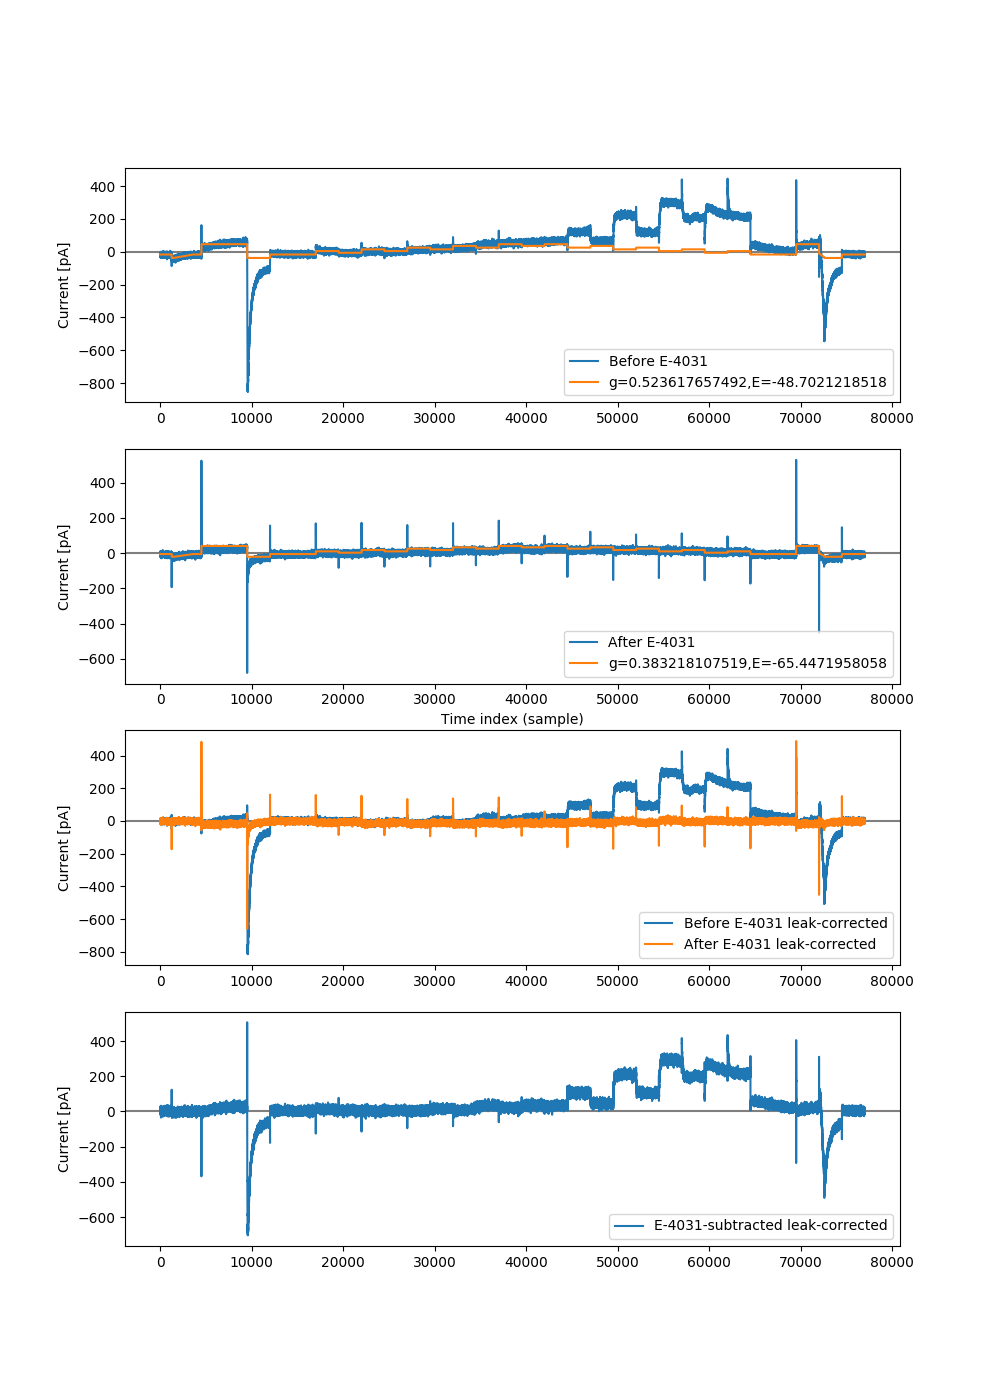 400
200
0
−200
−400
−600
−800
Current [pA]
Before E-4031
g=0.523617657492,E=-48.7021218518
0 10000 20000 30000 40000 50000 60000 70000 80000
400
200
0
−200
−400
−600
Current [pA]
After E-4031
g=0.383218107519,E=-65.4471958058
0 10000 20000 30000 40000 50000 60000 70000 80000
Time index (sample)
400
200
0
−200
−400
−600
−800
Current [pA]
Before E-4031 leak-corrected
After E-4031 leak-corrected
0 10000 20000 30000 40000 50000 60000 70000 80000
400
200
0
−200
−400
−600
Current [pA]
E-4031-subtracted leak-corrected
0 10000 20000 30000 40000 50000 60000 70000 80000